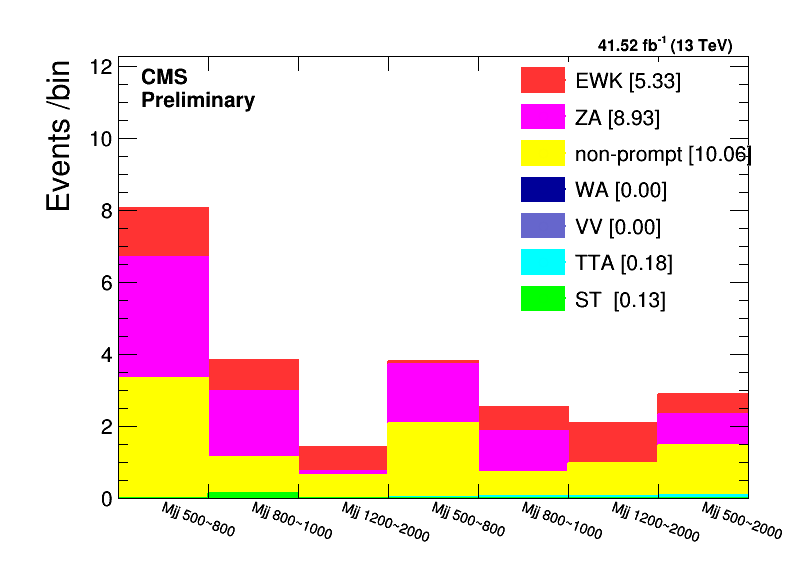 41.52 fb⁻¹ (13 TeV)
CMS
Preliminary
Events /bin
12
10
8
6
4
2
0
EWK [5.33]
ZA [8.93]
non-prompt [10.06]
WA [0.00]
VV [0.00]
TTA [0.18]
ST [0.13]
Mjj 500~800
Mjj 800~1000
Mjj 1200~2000
Mjj 500~800
Mjj 800~1000
Mjj 1200~2000
Mjj 500~2000